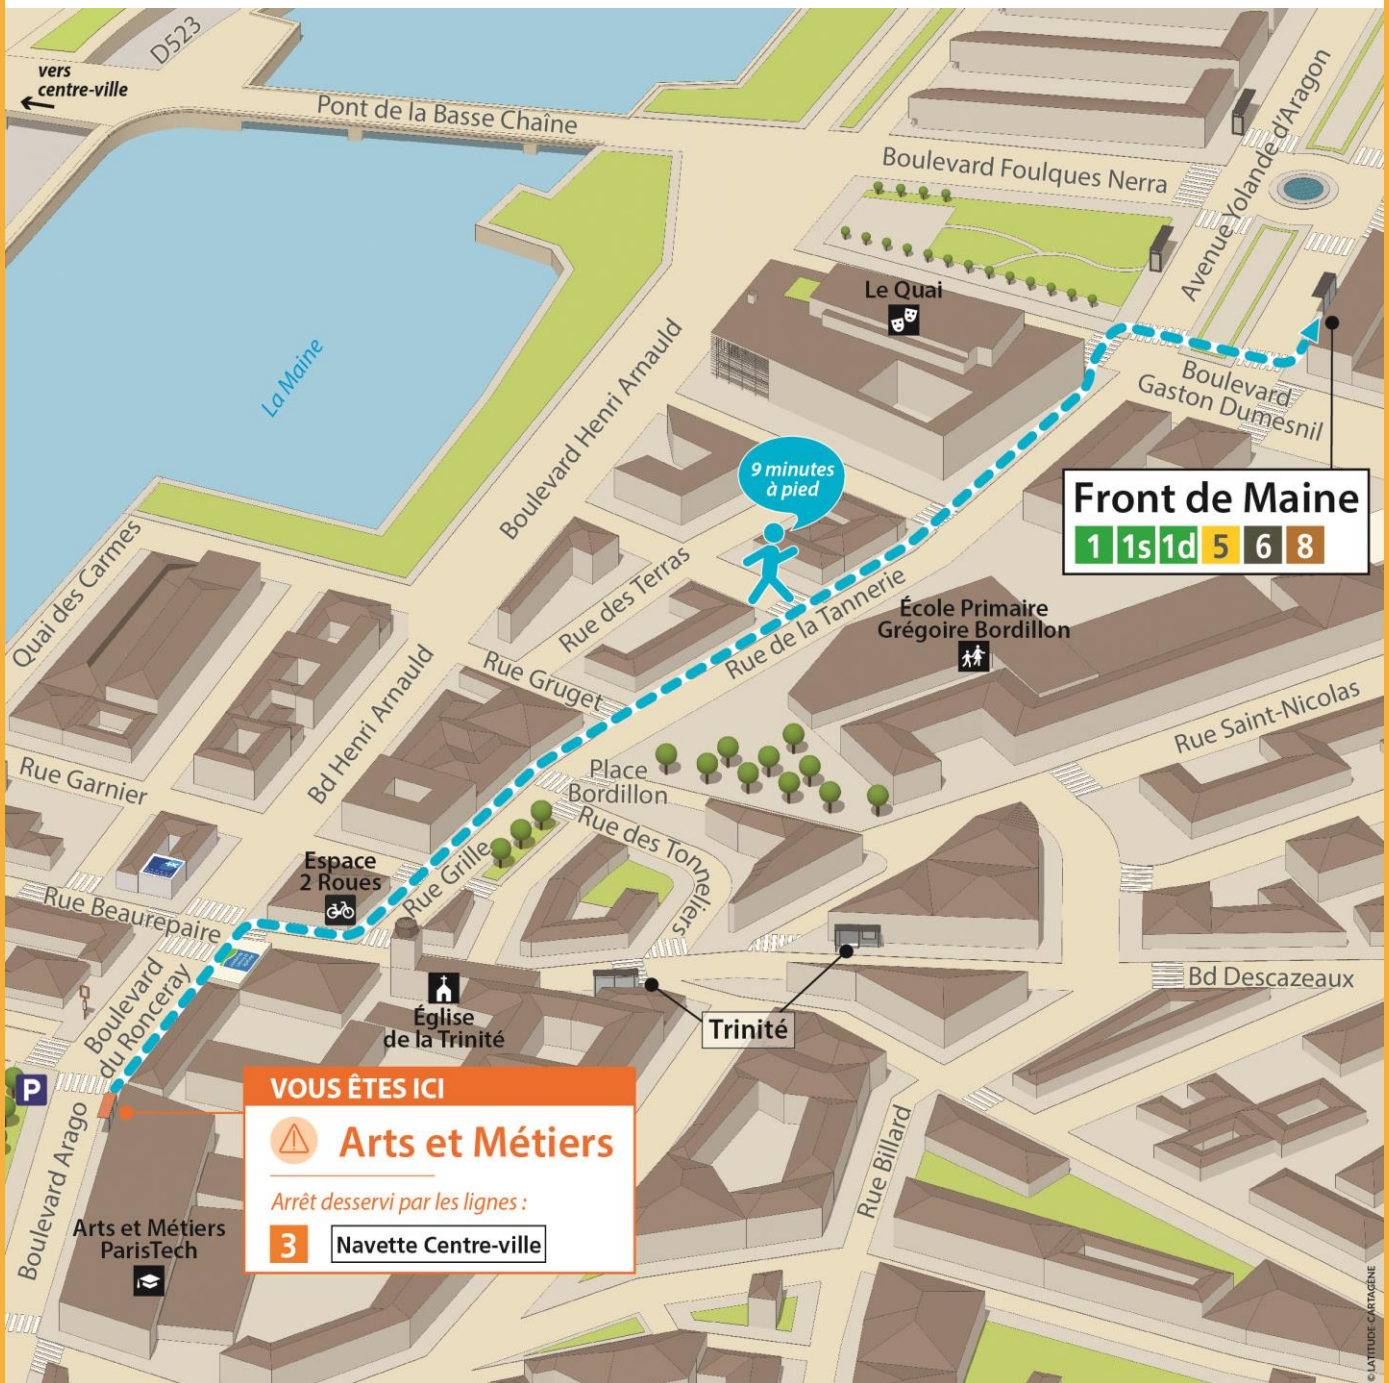 D523
vers
centre-ville
Pont de la Basse Chaîne
Avenue Yolande d'Aragon
Boulevard Foulques Nerra
Le Quai
La Maine
Boulevard Henri Arnauld
Boulevard
Gaston Dumesnil
9 minutes
à pied
Front de Maine
1 1s 1d 5 6 8
Quai des Carmes
Rue des Terras
Rue de la Tannerie
École Primaire
Grégoire Bordillon
Rue Gruget
Bd Henri Arnauld
Rue Saint-Nicolas
Rue Garnier
Place
Bordillon
Rue des Tonneliers
Rue Grille
Espace
2 Roues
Rue Beaurepaire
Boulevard
du Ronceray
Église
de la Trinité
Trinité
Bd Descazeaux
P
VOUS ÊTES ICI
Arts et Métiers
Arrêt desservi par les lignes :
3 Navette Centre-ville
Boulevard Arago
Arts et Métiers
ParisTech
Rue Billard
© LATITUDE-CARTAGÈNE